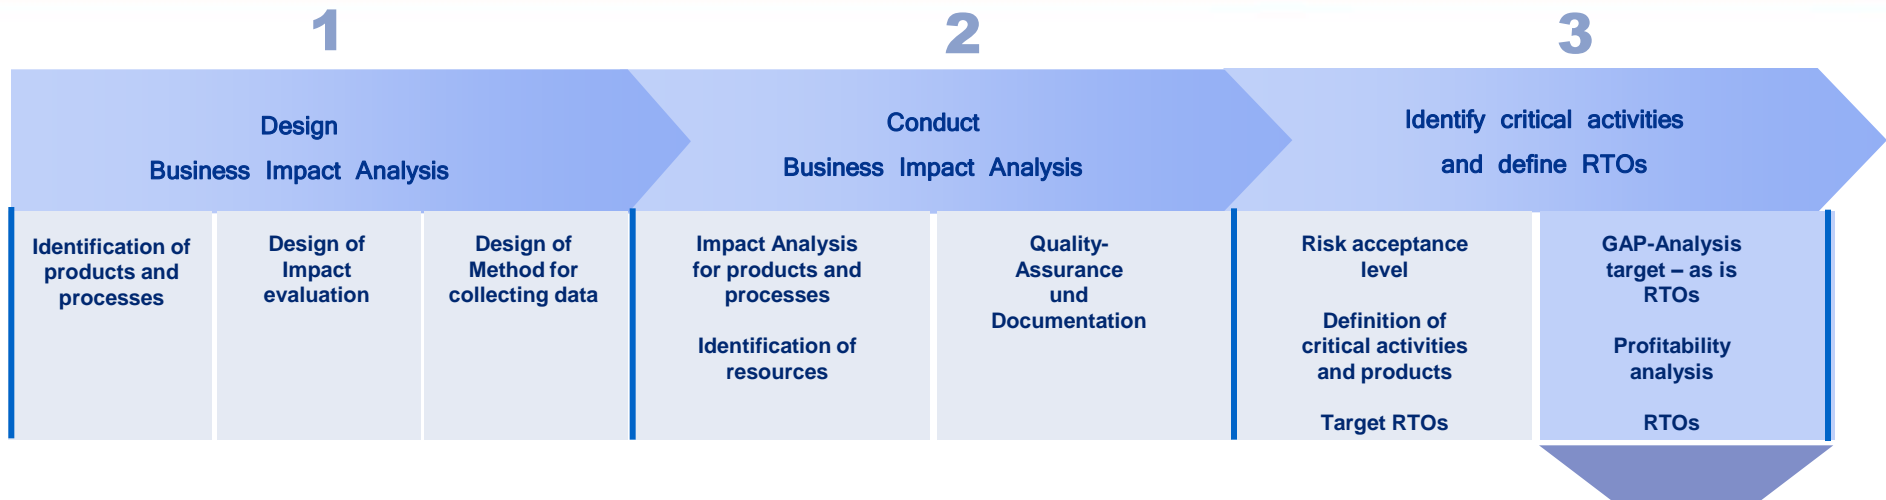 1
Design
Business Impact Analysis
Identification of
products and
processes
Design of
Impact
evaluation
Design of
Method for
collecting data
2
Conduct
Business Impact Analysis
Impact Analysis
for products and
processes
Identification of
resources
Quality-
Assurance
und
Documentation
3
Identify critical activities
and define RTOs
Risk acceptance
level
Definition of
critical activities
and products
Target RTOs
GAP-Analysis
target – as is
RTOs
Profitability
analysis
RTOs